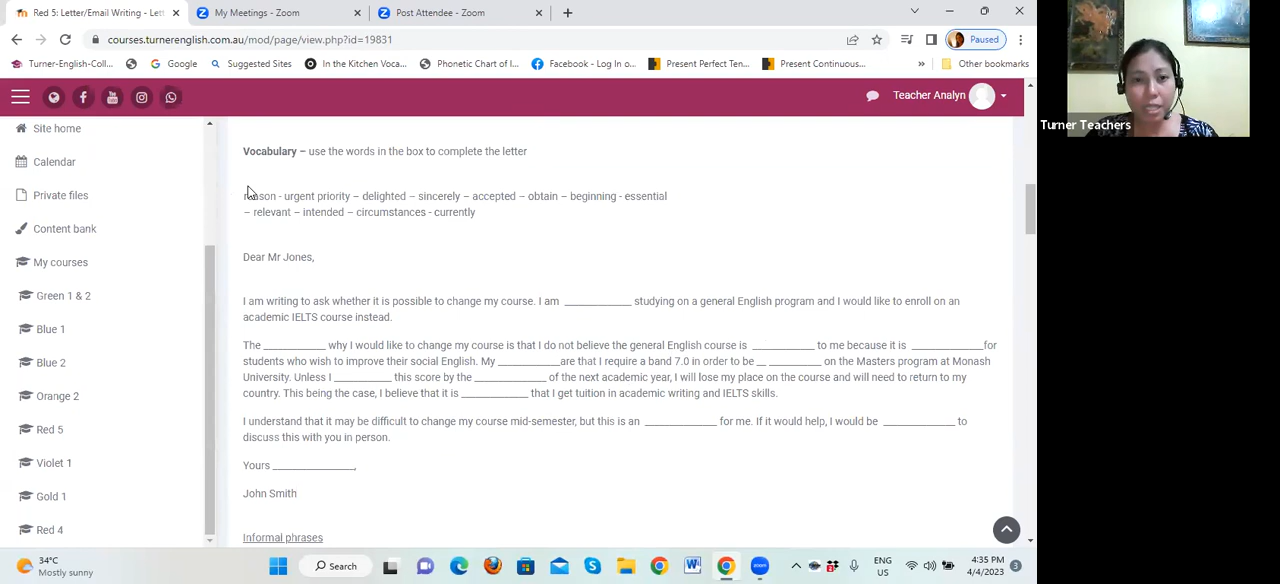 Red 5: Letter/Email Writing - Lett
My Meetings - Zoom
Post Attendee - Zoom
courses.turnerenglish.com.au/mod/page/view.php?id=19831
Paused
Turner-English-Coll...
Google
Suggested Sites
In the Kitchen Voca...
Phonetic Chart of I...
Facebook - Log In o...
Present Perfect Ten...
Present Continuous...
»
Other bookmarks
Teacher Analyn
Turner Teachers
Site home
Calendar
Private files
Content bank
My courses
Green 1 & 2
Blue 1
Blue 2
Orange 2
Red 5
Violet 1
Gold 1
Red 4
Vocabulary – use the words in the box to complete the letter
reason - urgent priority – delighted – sincerely – accepted – obtain – beginning - essential
– relevant – intended – circumstances - currently
Dear Mr Jones,
I am writing to ask whether it is possible to change my course. I am ____________ studying on a general English program and I would like to enroll on an
academic IELTS course instead.
The ___________ why I would like to change my course is that I do not believe the general English course is ___________ to me because it is _____________for
students who wish to improve their social English. My ___________are that I require a band 7.0 in order to be __ _________ on the Masters program at Monash
University. Unless I __________ this score by the _____________ of the next academic year, I will lose my place on the course and will need to return to my
country. This being the case, I believe that it is ____________ that I get tuition in academic writing and IELTS skills.
I understand that it may be difficult to change my course mid-semester, but this is an _____________ for me. If it would help, I would be _____________ to
discuss this with you in person.
Yours _______________,
John Smith
Informal phrases
34°C
Mostly sunny
Search
ENG
US
4:35 PM
4/4/2023
3